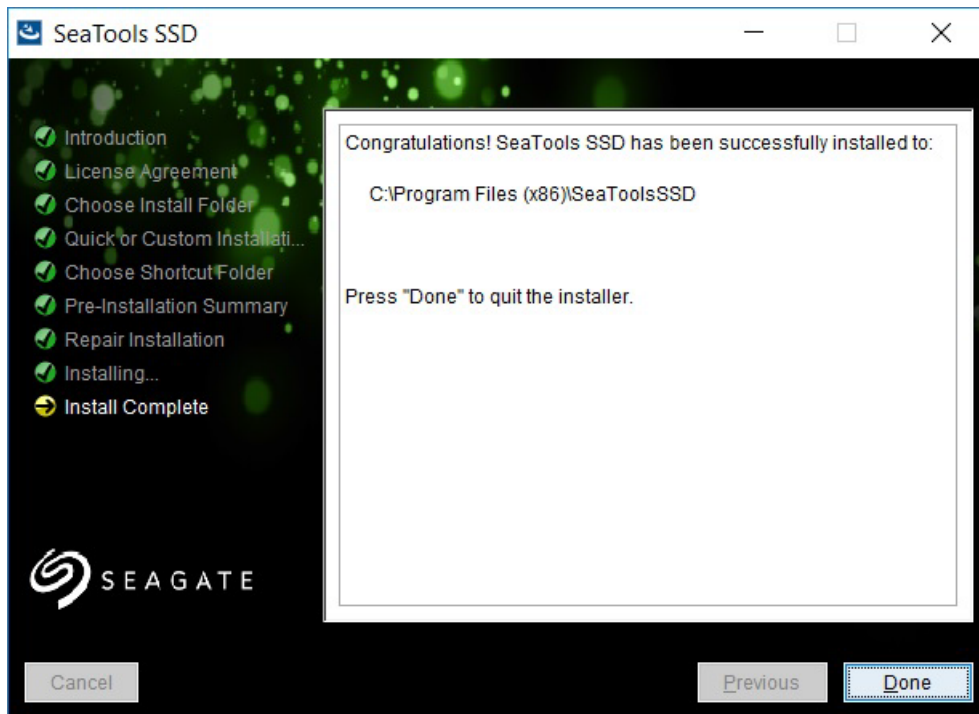 SeaTools SSD
Introduction
License Agreement
Choose Install Folder
Quick or Custom Installati...
Choose Shortcut Folder
Pre-Installation Summary
Repair Installation
Installing...
Install Complete
Congratulations! SeaTools SSD has been successfully installed to:
C:\Program Files (x86)\SeaToolsSSD
Press "Done" to quit the installer.
SEAGATE
Cancel
Previous
Done